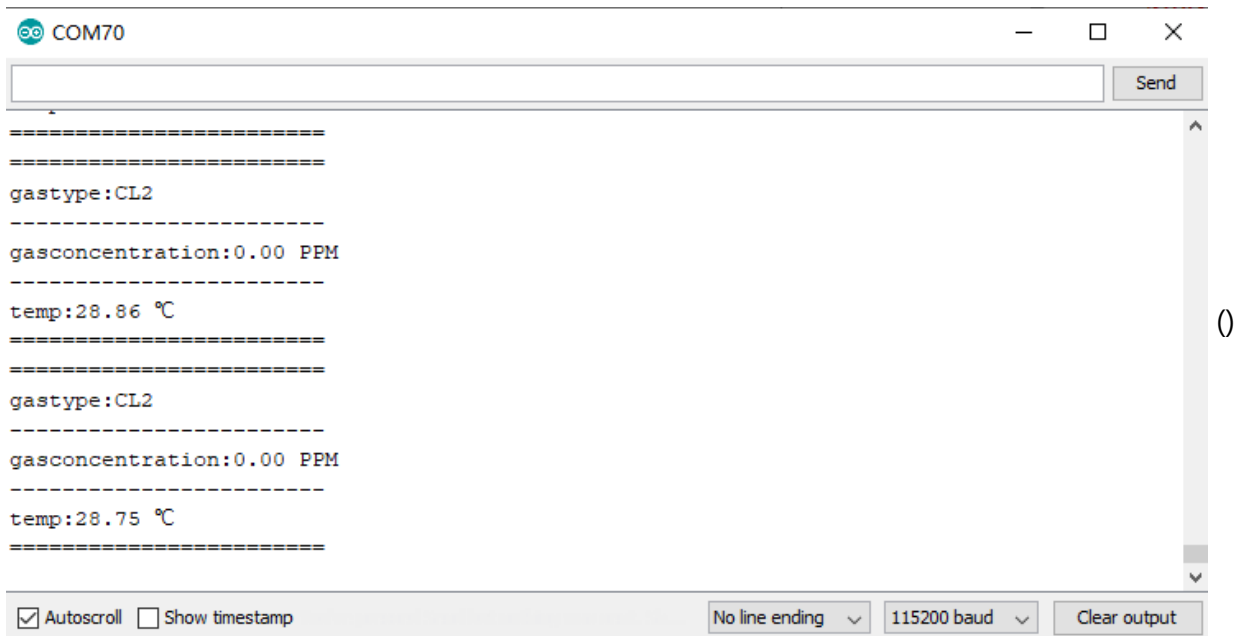 COM70
Send
========================
========================
gastype:CL2
------------------------
gasconcentration:0.00 PPM
------------------------
temp:28.86 ℃
========================
========================
gastype:CL2
------------------------
gasconcentration:0.00 PPM
------------------------
temp:28.75 ℃
========================
()
Autoscroll Show timestamp No line ending 115200 baud Clear output